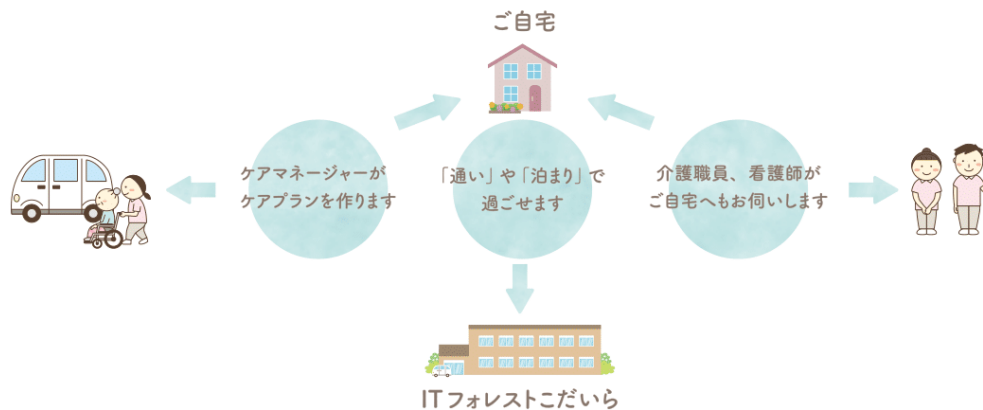 ご自宅
ケアマネージャーが
ケアプランを作ります
「通い」や「泊まり」で
過ごせます
介護職員、看護師が
ご自宅へもお伺いします
ITフォレストこだいら